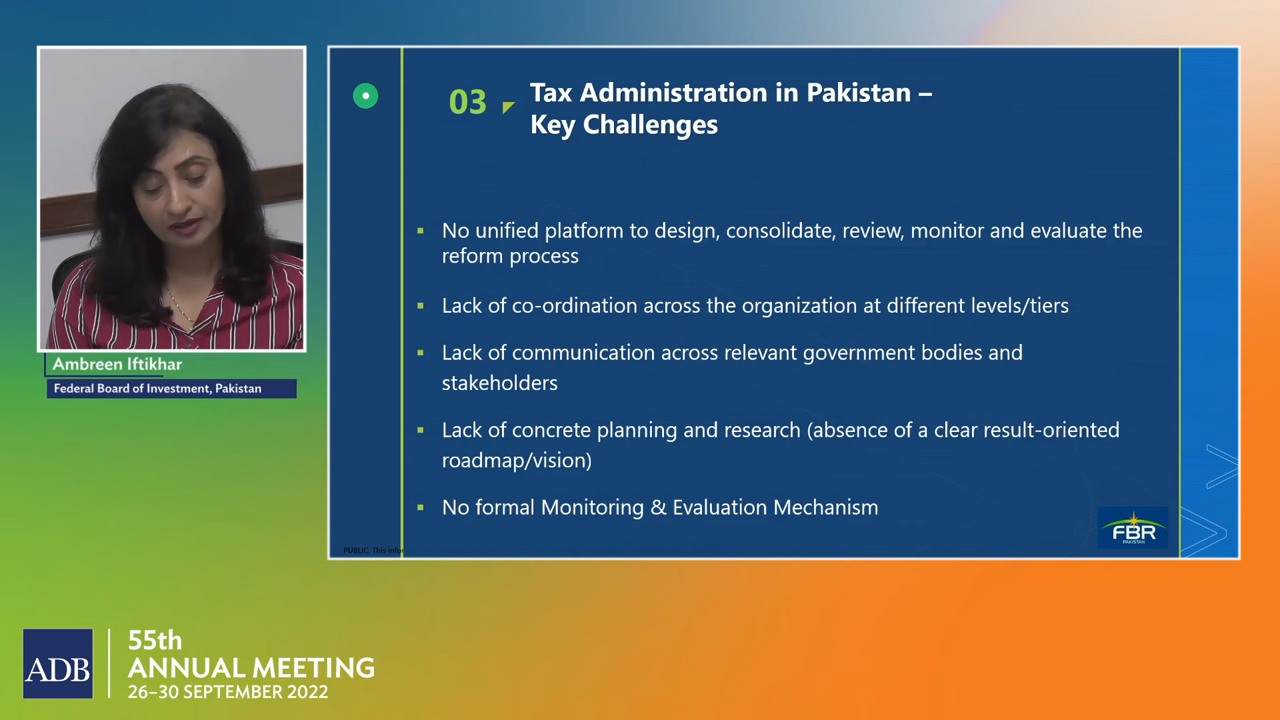 03
Tax Administration in Pakistan –
Key Challenges
▪ No unified platform to design, consolidate, review, monitor and evaluate the
reform process
▪ Lack of co-ordination across the organization at different levels/tiers
▪ Lack of communication across relevant government bodies and
stakeholders
▪ Lack of concrete planning and research (absence of a clear result-oriented
roadmap/vision)
▪ No formal Monitoring & Evaluation Mechanism
FBR
PAKISTAN
PUBLIC. This infor
Ambreen Iftikhar
Federal Board of Investment, Pakistan
ADB
55th
ANNUAL MEETING
26–30 SEPTEMBER 2022